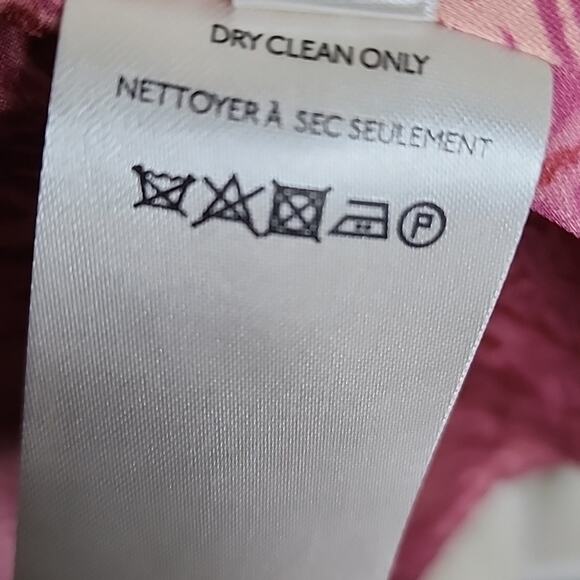 DRY CLEAN ONLY
NETTOYER À SEC SEULEMENT
P